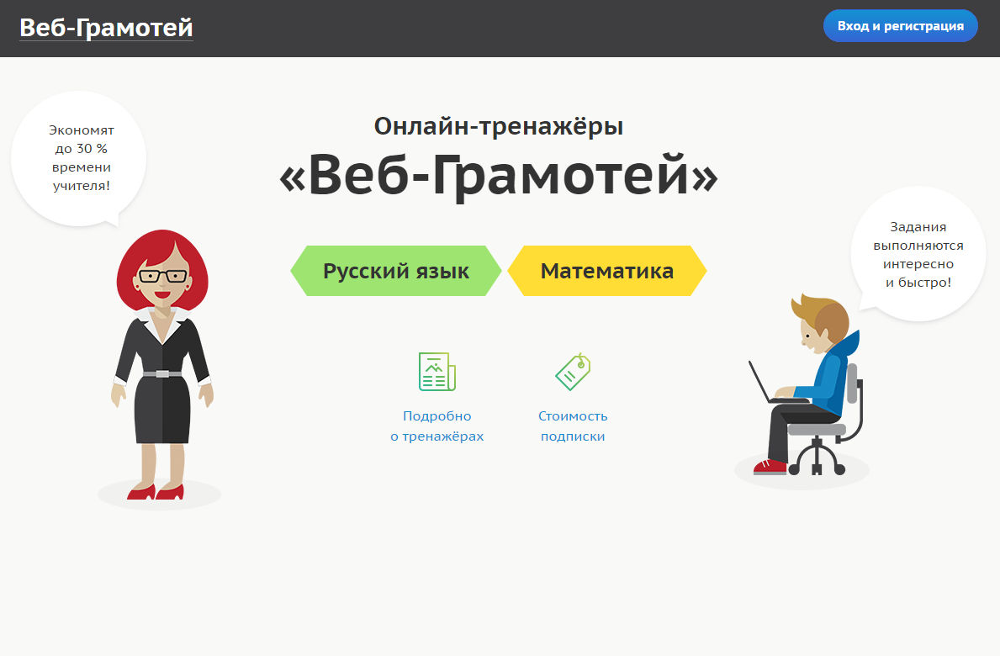 Веб-Грамотей
Вход и регистрация
Экономят
до 30 %
времени
учителя!
Онлайн-тренажёры
«Веб-Грамотей»
Задания
выполняются
интересно
и быстро!
Русский язык
Математика
Подробно
о тренажёрах
Стоимость
подписки